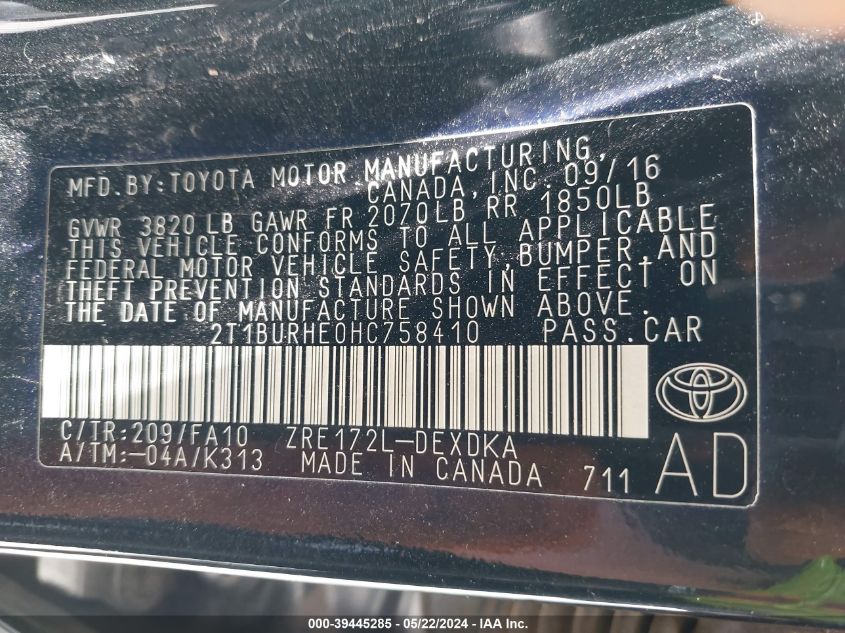 MFD.BY:TOYOTA MOTOR MANUFACTURING,
CANADA, INC. 09/16
GVWR 3820 LB GAWR FR 2070LB RR 1850LB
THIS VEHICLE CONFORMS TO ALL APPLICABLE
FEDERAL MOTOR VEHICLE SAFETY,BUMPER,AND
THEFT PREVENTION STANDARDS IN EFFECT ON
THE DATE OF MANUFACTURE SHOWN ABOVE.
2T1BURHE0HC758410 PASS.CAR
C/TR:209/FA10 ZRE172L-DEXDKA
A/TM:-04A/K313 MADE IN CANADA 711 AD
000-39445285 - 05/22/2024 - IAA Inc.